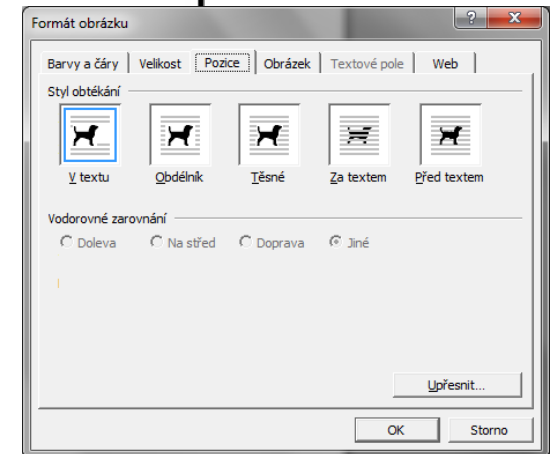 Formát obrázku
Barvy a čáry Velikost Pozice Obrázek Textové pole Web
Styl obtékání
V textu Obdélník Těsné Za textem Před textem
Vodorovné zarovnání
Doleva Na střed Doprava Jiné
Upřesnit...
OK Storno